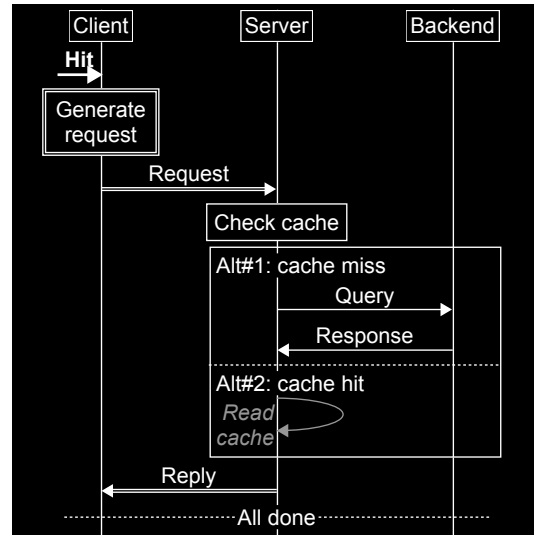 Client
Server
Backend
Hit
Generate
request
Request
Check cache
Alt#1: cache miss
Query
Response
Alt#2: cache hit
Read
cache
Reply
All done